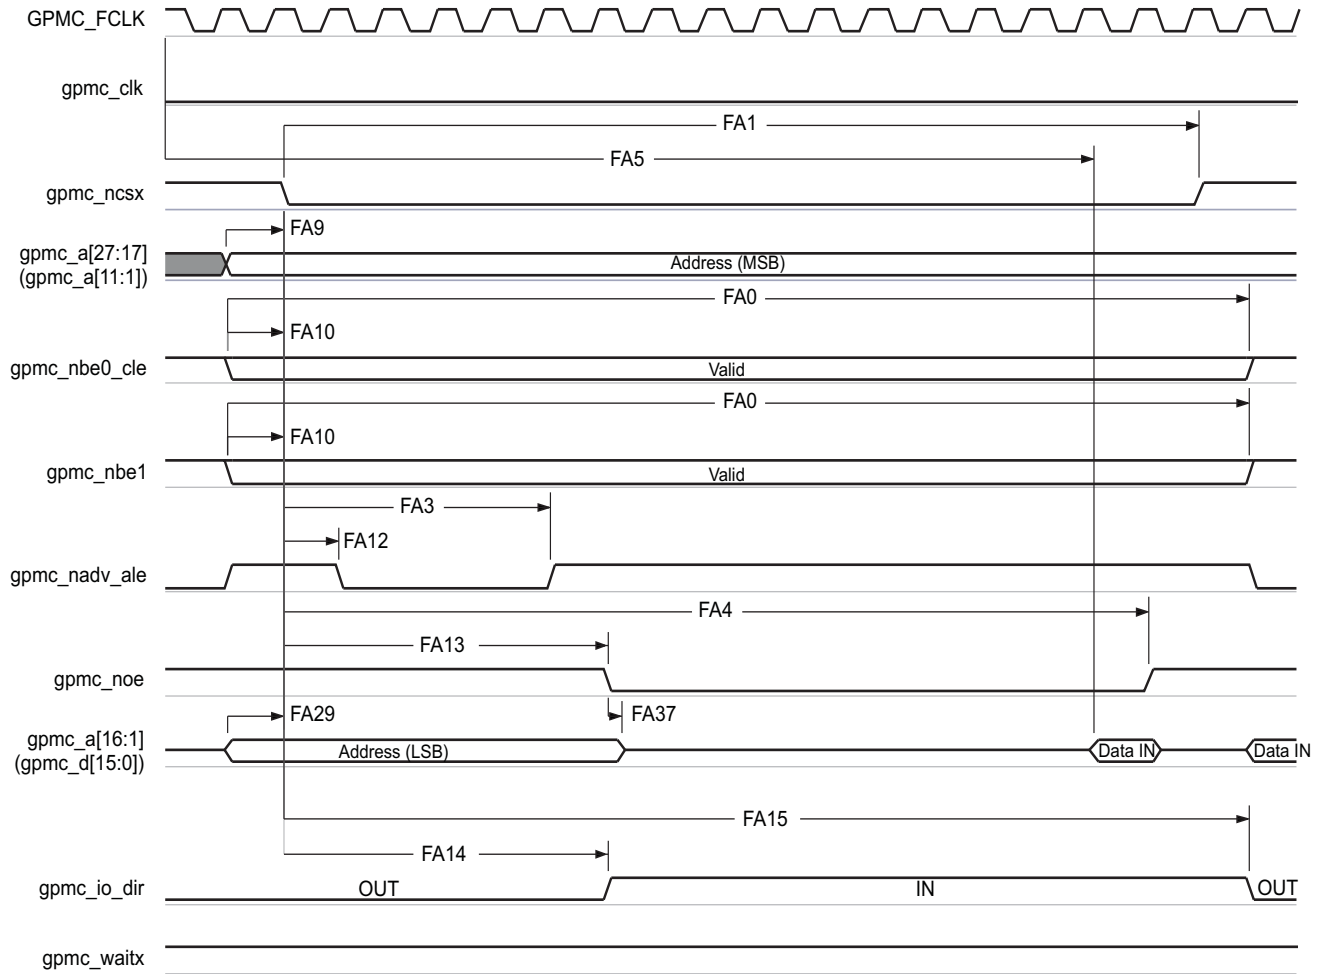 GPMC_FCLK
gpmc_clk
FA1
FA5
gpmc_ncsx
FA9
gpmc_a[27:17]
(gpmc_a[11:1])
Address (MSB)
FA0
FA10
gpmc_nbe0_cle
Valid
FA0
FA10
gpmc_nbe1
Valid
FA3
FA12
gpmc_nadv_ale
FA4
FA13
gpmc_noe
FA29
FA37
gpmc_a[16:1]
(gpmc_d[15:0])
Address (LSB)
Data IN
Data IN
FA15
FA14
gpmc_io_dir
OUT
IN
OUT
gpmc_waitx